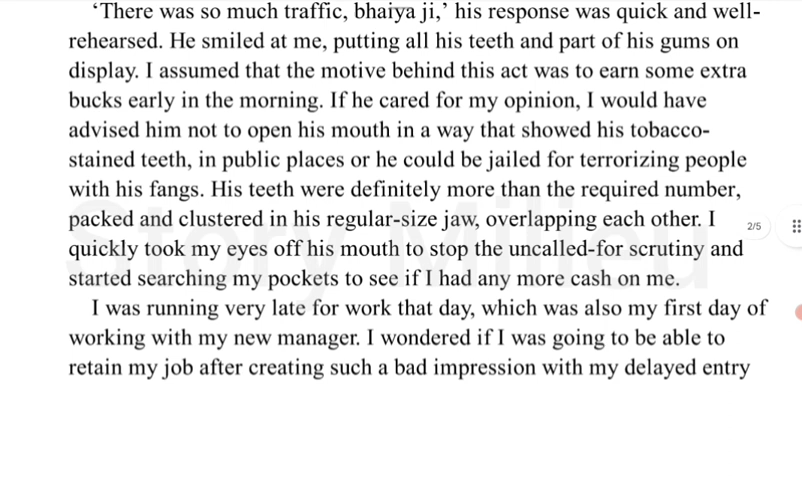 ‘There was so much traffic, bhaiya ji,’ his response was quick and well-
rehearsed. He smiled at me, putting all his teeth and part of his gums on
display. I assumed that the motive behind this act was to earn some extra
bucks early in the morning. If he cared for my opinion, I would have
advised him not to open his mouth in a way that showed his tobacco-
stained teeth, in public places or he could be jailed for terrorizing people
with his fangs. His teeth were definitely more than the required number,
packed and clustered in his regular-size jaw, overlapping each other. I
2/5
quickly took my eyes off his mouth to stop the uncalled-for scrutiny and
started searching my pockets to see if I had any more cash on me.
I was running very late for work that day, which was also my first day of
working with my new manager. I wondered if I was going to be able to
retain my job after creating such a bad impression with my delayed entry
Story Milieu